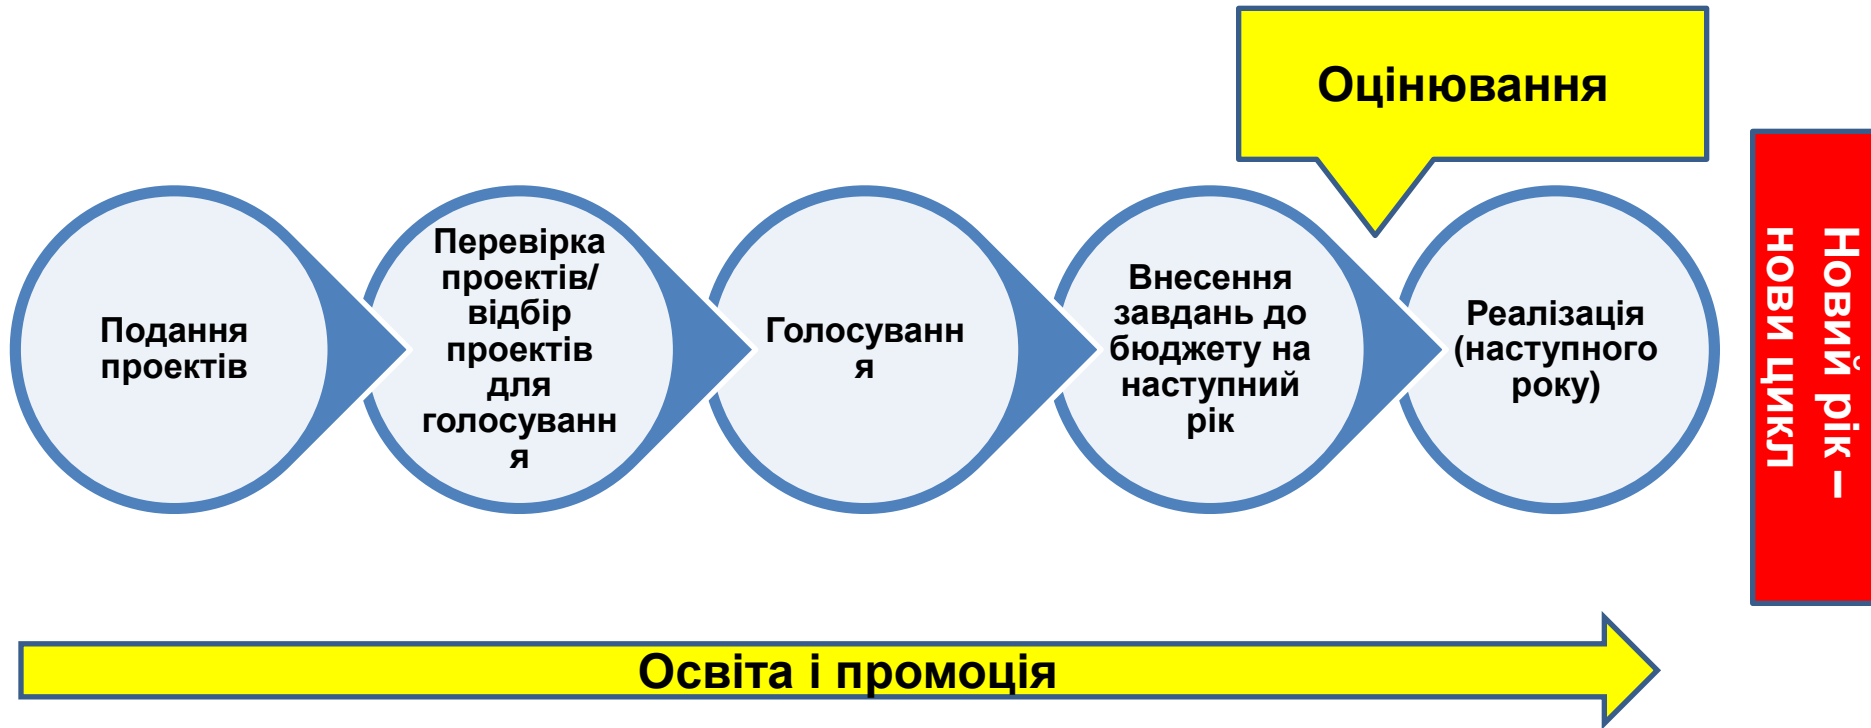 Оцінювання
Подання
проектів
Перевірка
проектів/
відбір
проектів
для
голосуванн
я
Голосуванн
я
Внесення
завдань до
бюджету на
наступний
рік
Реалізація
(наступного
року)
Новий рік –
нови цикл
Освіта і промоція